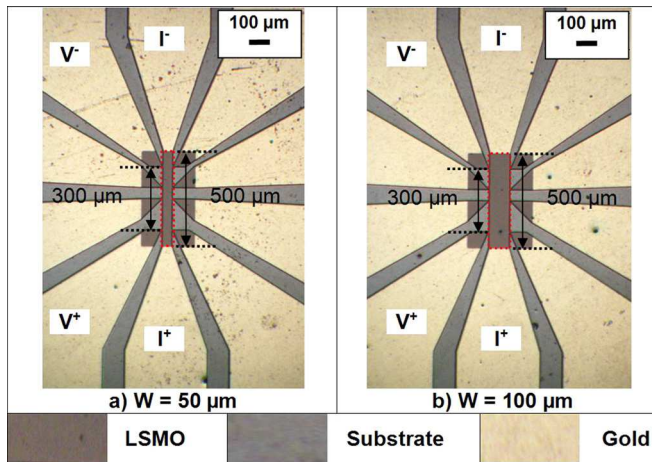 I⁻
100 µm
V⁻
300 µm
500 µm
V⁺
I⁺
a) W = 50 µm
I⁻
100 µm
V⁻
300 µm
500 µm
V⁺
I⁺
b) W = 100 µm
LSMO
Substrate
Gold